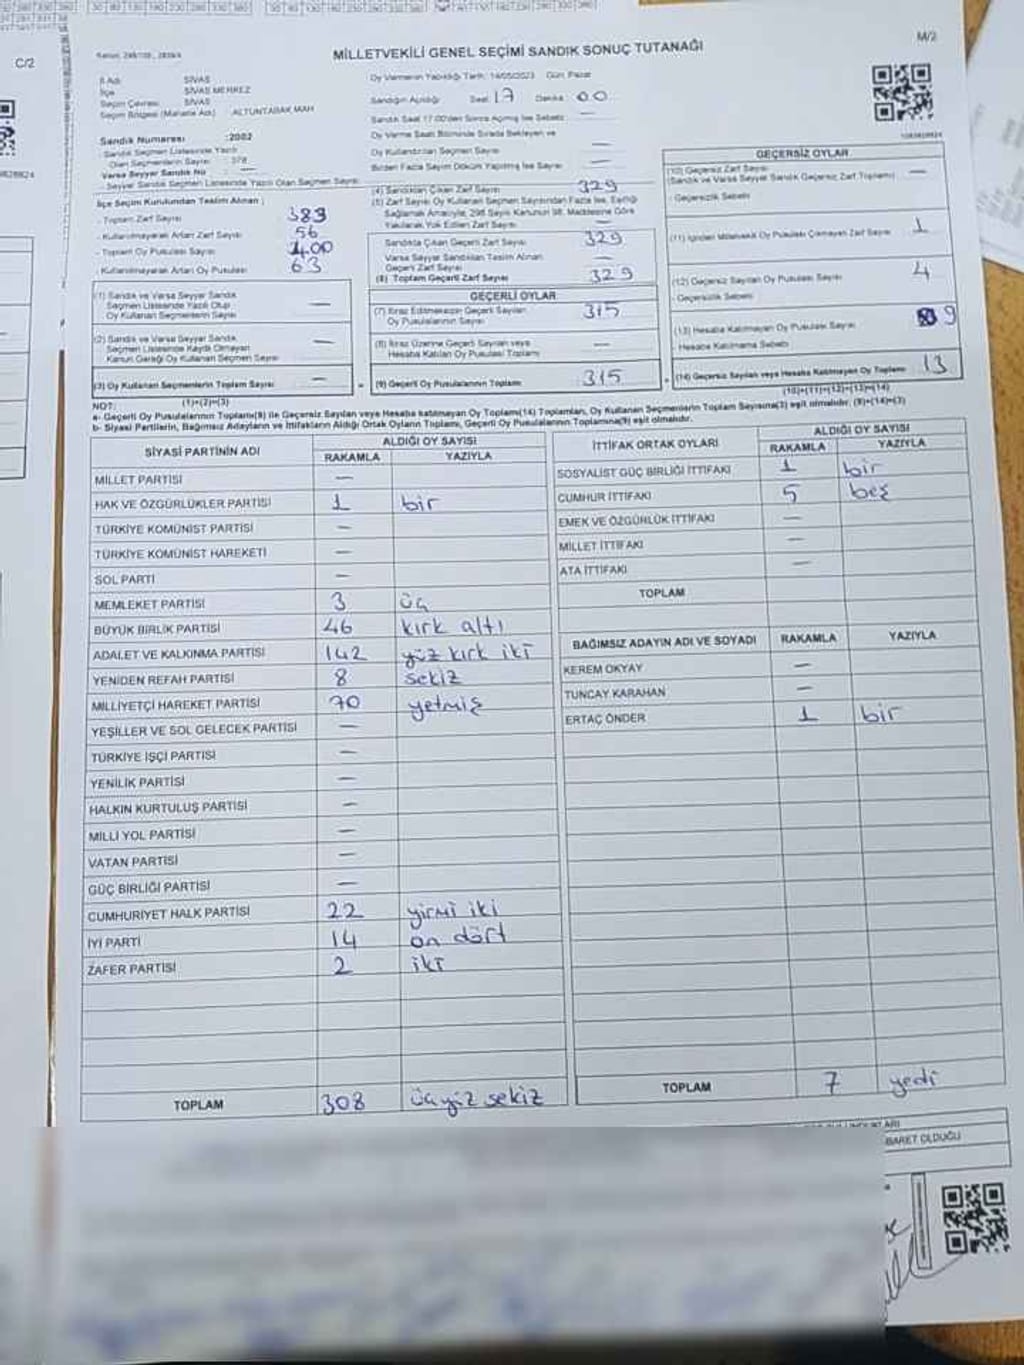 C/2
M/2
MİLLETVEKİLİ GENEL SEÇİMİ SANDIK SONUÇ TUTANAĞI
İl Adı : SİVAS
İlçe : SİVAS MERKEZ
Seçim Çevresi : SİVAS
Seçim Bölgesi (Mahalle Adı) : ALTUNTABAK MAH
Sandık Numarası : 2002
Sandık Seçmen Listesinde Yazılı
Olan Seçmenlerin Sayısı : 378
Varsa Seyyar Sandık No : —
Seyyar Sandık Seçmen Listesinde Yazılı Olan Seçmen Sayısı
Oy Vermenin Yapıldığı Tarih: 14/05/2023 Gün: Pazar
Sandığın Açıldığı Saat: 17 Dakika: 00
Sandık Saat 17.00'den Sonra Açılmış İse Sebebi: —
Oy Verme Saati Bitiminde Sırada Bekleyen ve
Oy Kullandırılan Seçmen Sayısı —
Birden Fazla Sayım Döküm Yapılmış İse Sayısı —
İlçe Seçim Kurulundan Teslim Alınan ;
- Toplam Zarf Sayısı 383
- Kullanılmayarak Artan Zarf Sayısı 56
- Toplam Oy Pusulası Sayısı 400
- Kullanılmayarak Artan Oy Pusulası 63
(1) Sandık ve Varsa Seyyar Sandık
Seçmen Listesinde Yazılı Olup
Oy Kullanan Seçmenlerin Sayısı —
(2) Sandık ve Varsa Seyyar Sandık
Seçmen Listesinde Kaydı Olmayan
Kanun Gereği Oy Kullanan Seçmen Sayısı —
(3) Oy Kullanan Seçmenlerin Toplam Sayısı —
(1)+(2)=(3)
(4) Sandıktan Çıkan Zarf Sayısı 329
(5) Zarf Sayısı Oy Kullanan Seçmen Sayısından Fazla İse, Eşitliği
Sağlamak Amacıyla, 298 Sayılı Kanunun 98. Maddesine Göre
Yakılarak Yok Edilen Zarf Sayısı —
Sandıkta Çıkan Geçerli Zarf Sayısı 329
Varsa Seyyar Sandıktan Teslim Alınan
Geçerli Zarf Sayısı —
(6) Toplam Geçerli Zarf Sayısı 329
GEÇERLİ OYLAR
(7) İtiraz Edilmeksizin Geçerli Sayılan
Oy Pusulalarının Sayısı 315
(8) İtiraz Üzerine Geçerli Sayılan veya
Hesaba Katılan Oy Pusulası Toplamı —
(9) Geçerli Oy Pusulalarının Toplamı 315
GEÇERSİZ OYLAR
(10) Geçersiz Zarf Sayısı
(Sandık ve Varsa Seyyar Sandık Geçersiz Zarf Toplamı) —
- Geçersizlik Sebebi
(11) İçinden Milletvekili Oy Pusulası Çıkmayan Zarf Sayısı 1
(12) Geçersiz Sayılan Oy Pusulası Sayısı 4
- Geçersizlik Sebebi
(13) Hesaba Katılmayan Oy Pusulası Sayısı 9
- Hesaba Katılmama Sebebi
(14) Geçersiz Sayılan veya Hesaba Katılmayan Oy Toplamı 13
(10)+(11)+(12)+(13)=(14)
NOT:
a- Geçerli Oy Pusulalarının Toplamı(9) ile Geçersiz Sayılan veya Hesaba katılmayan Oy Toplamı(14) Toplamları, Oy Kullanan Seçmenlerin Toplam Sayısına(3) eşit olmalıdır. (9)+(14)=(3)
b- Siyasi Partilerin, Bağımsız Adayların ve İttifakların Aldığı Ortak Oyların Toplamı, Geçerli Oy Pusulalarının Toplamına(9) eşit olmalıdır.
SİYASİ PARTİNİN ADI ALDIĞI OY SAYISI
RAKAMLA YAZIYLA
MİLLET PARTİSİ —
HAK VE ÖZGÜRLÜKLER PARTİSİ 1 bir
TÜRKİYE KOMÜNİST PARTİSİ —
TÜRKİYE KOMÜNİST HAREKETİ —
SOL PARTİ —
MEMLEKET PARTİSİ 3 üç
BÜYÜK BİRLİK PARTİSİ 46 kırk altı
ADALET VE KALKINMA PARTİSİ 142 yüz kırk iki
YENİDEN REFAH PARTİSİ 8 sekiz
MİLLİYETÇİ HAREKET PARTİSİ 70 yetmiş
YEŞİLLER VE SOL GELECEK PARTİSİ —
TÜRKİYE İŞÇİ PARTİSİ —
YENİLİK PARTİSİ —
HALKIN KURTULUŞ PARTİSİ —
MİLLİ YOL PARTİSİ —
VATAN PARTİSİ —
GÜÇ BİRLİĞİ PARTİSİ —
CUMHURİYET HALK PARTİSİ 22 yirmi iki
İYİ PARTİ 14 on dört
ZAFER PARTİSİ 2 iki
TOPLAM 308 üçyüz sekiz
İTTİFAK ORTAK OYLARI ALDIĞI OY SAYISI
RAKAMLA YAZIYLA
SOSYALİST GÜÇ BİRLİĞİ İTTİFAKI 1 bir
CUMHUR İTTİFAKI 5 beş
EMEK VE ÖZGÜRLÜK İTTİFAKI —
MİLLET İTTİFAKI —
ATA İTTİFAKI —
TOPLAM
BAĞIMSIZ ADAYIN ADI VE SOYADI RAKAMLA YAZIYLA
KEREM OKYAY —
TUNCAY KARAHAN —
ERTAÇ ÖNDER 1 bir
TOPLAM 7 yedi
BARET OLDUĞU